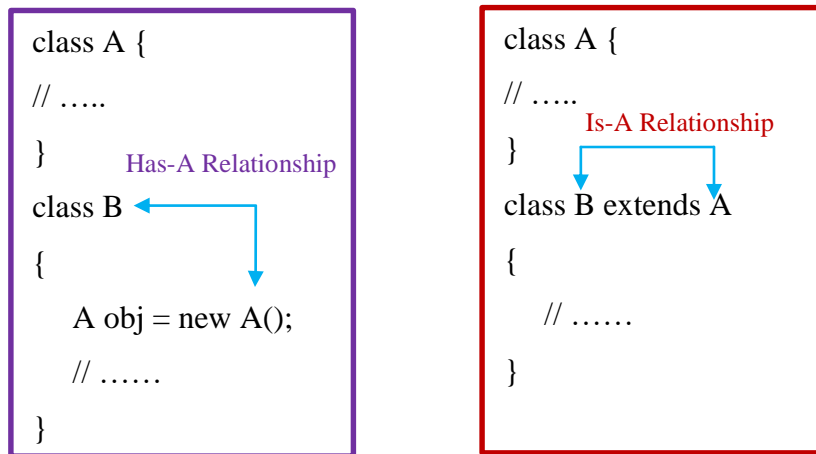 class A {
// …..
}
Has-A Relationship
class B
{
A obj = new A();
// ……
}
class A {
// …..
Is-A Relationship
}
class B extends A
{
// ……
}